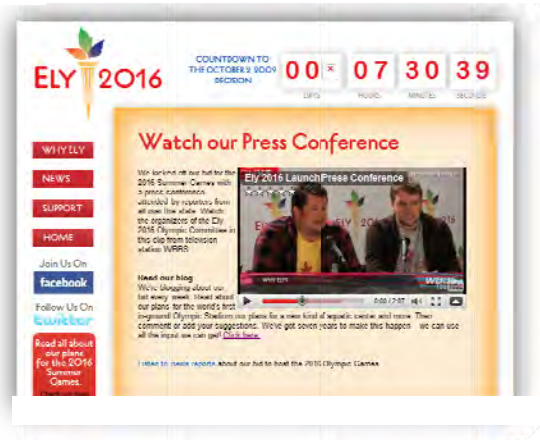 ELY 2016
COUNTDOWN TO
THE OCTOBER 2 2009
DECISION
00 07 30 39
DAYS HOURS MINUTES SECONDS
WHY ELY
NEWS
SUPPORT
HOME
Join Us On
facebook
Follow Us On
twitter
Read all about
our plans
for the 2016
Summer
Games.
Watch our Press Conference
We kicked off our bid for the
2016 Summer Games with
a press conference
attended by reporters from
all over the state. Watch
the organizers of the Ely
2016 Olympic Committee in
this clip from television
station
Ely 2016 LaunchPress Conference
ELY 2016
WHY ELY
0:00 / 2:07
Read our blog
We're blogging about our
bid every week. Read about
our plans for the world's first
in-ground Olympic Stadium our plans for a new kind of aquatic center and more. Then
comment or add your suggestions. We've got seven years to make this happen we can use
all the input we can get! Click here.
Listen to news reports about our bid to host the 2016 Olympic Games